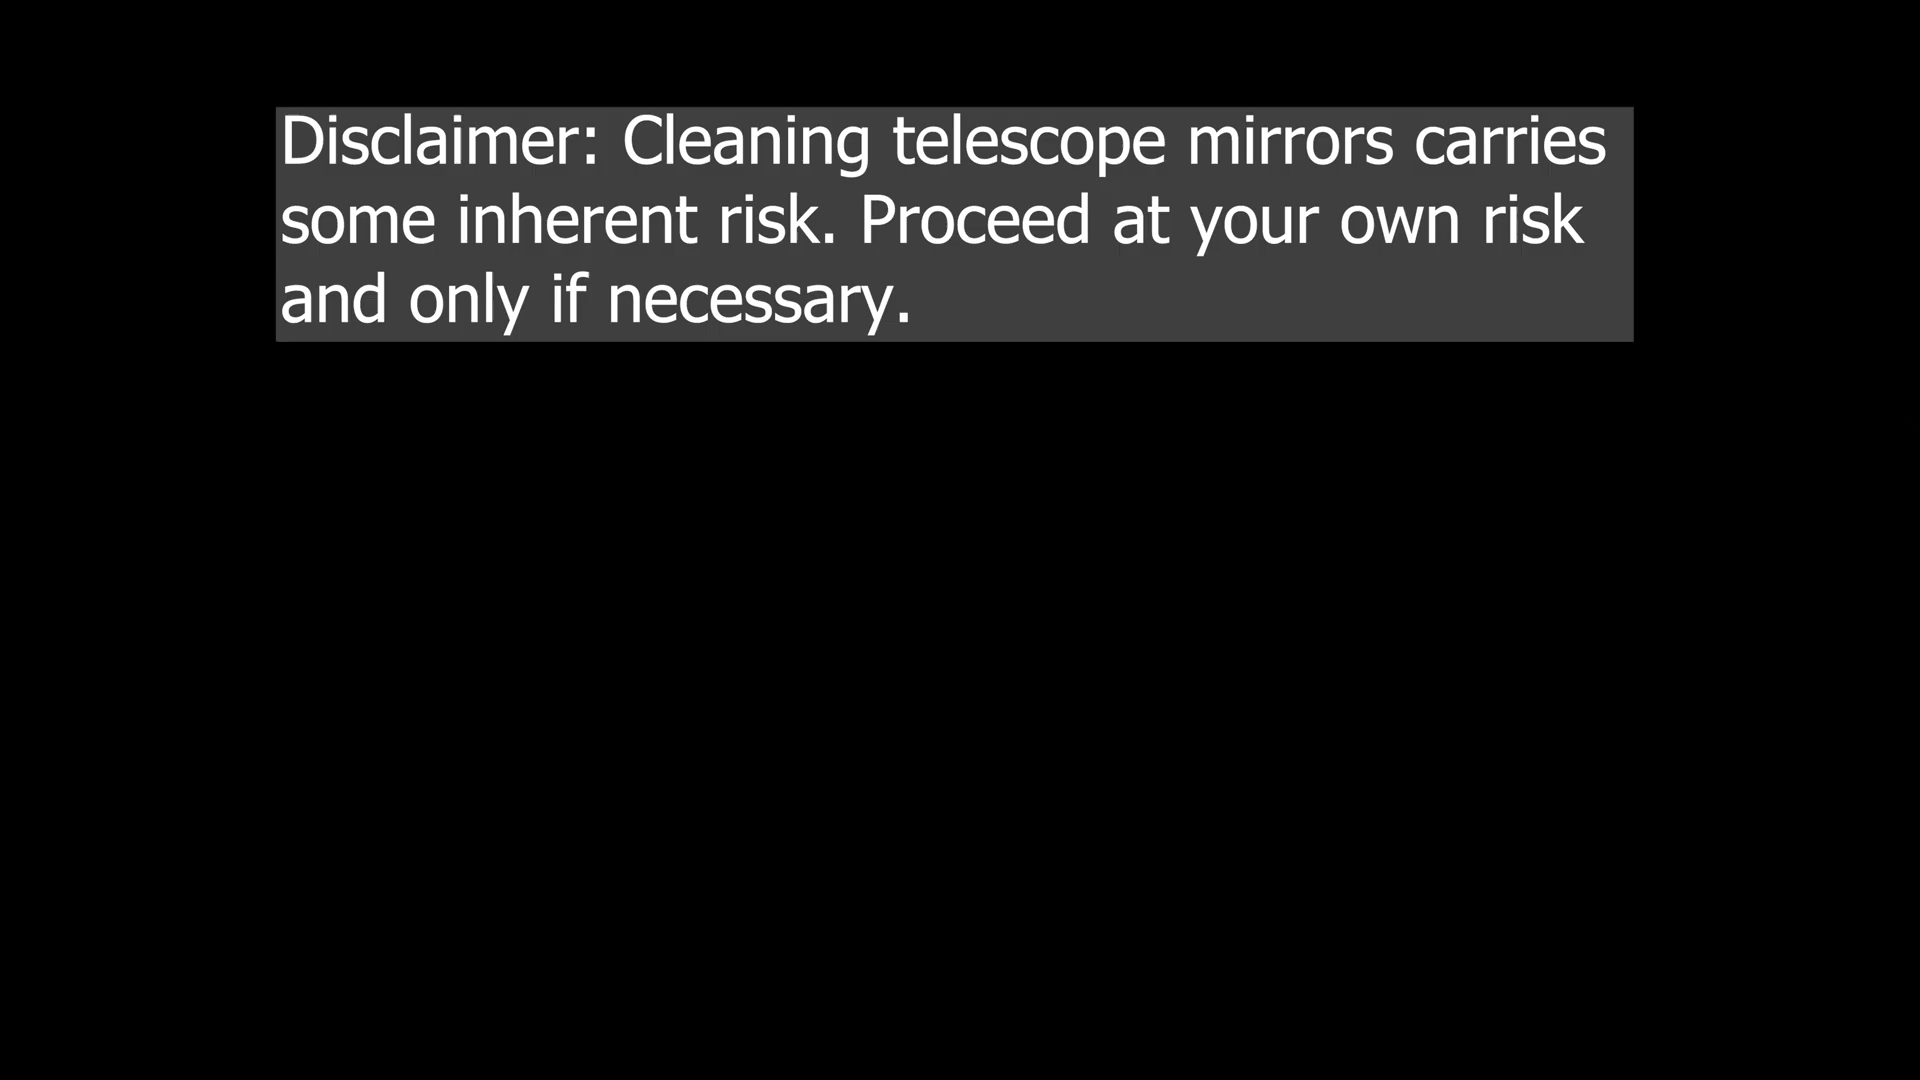 Disclaimer: Cleaning telescope mirrors carries
some inherent risk. Proceed at your own risk
and only if necessary.